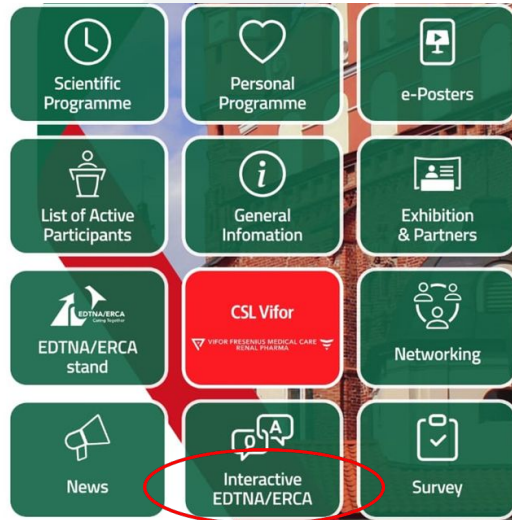 Scientific
Programme
Personal
Programme
e-Posters
List of Active
Participants
i
General
Infomation
Exhibition
& Partners
EDTNA/ERCA
Caring Together
EDTNA/ERCA
stand
CSL Vifor
VIFOR FRESENIUS MEDICAL CARE
RENAL PHARMA
Networking
News
Q A
Interactive
EDTNA/ERCA
Survey